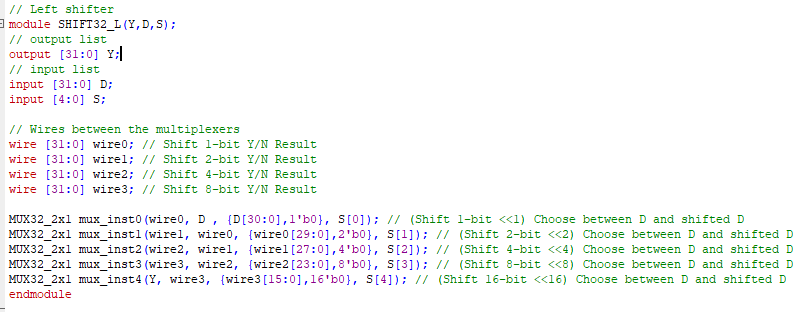 // Left shifter
module SHIFT32_L(Y,D,S);
// output list
output [31:0] Y;
// input list
input [31:0] D;
input [4:0] S;
// Wires between the multiplexers
wire [31:0] wire0; // Shift 1-bit Y/N Result
wire [31:0] wire1; // Shift 2-bit Y/N Result
wire [31:0] wire2; // Shift 4-bit Y/N Result
wire [31:0] wire3; // Shift 8-bit Y/N Result
MUX32_2x1 mux_inst0(wire0, D , {D[30:0],1'b0}, S[0]); // (Shift 1-bit <<1) Choose between D and shifted D
MUX32_2x1 mux_inst1(wire1, wire0, {wire0[29:0],2'b0}, S[1]); // (Shift 2-bit <<2) Choose between D and shifted D
MUX32_2x1 mux_inst2(wire2, wire1, {wire1[27:0],4'b0}, S[2]); // (Shift 4-bit <<4) Choose between D and shifted D
MUX32_2x1 mux_inst3(wire3, wire2, {wire2[23:0],8'b0}, S[3]); // (Shift 8-bit <<8) Choose between D and shifted D
MUX32_2x1 mux_inst4(Y, wire3, {wire3[15:0],16'b0}, S[4]); // (Shift 16-bit <<16) Choose between D and shifted D
endmodule